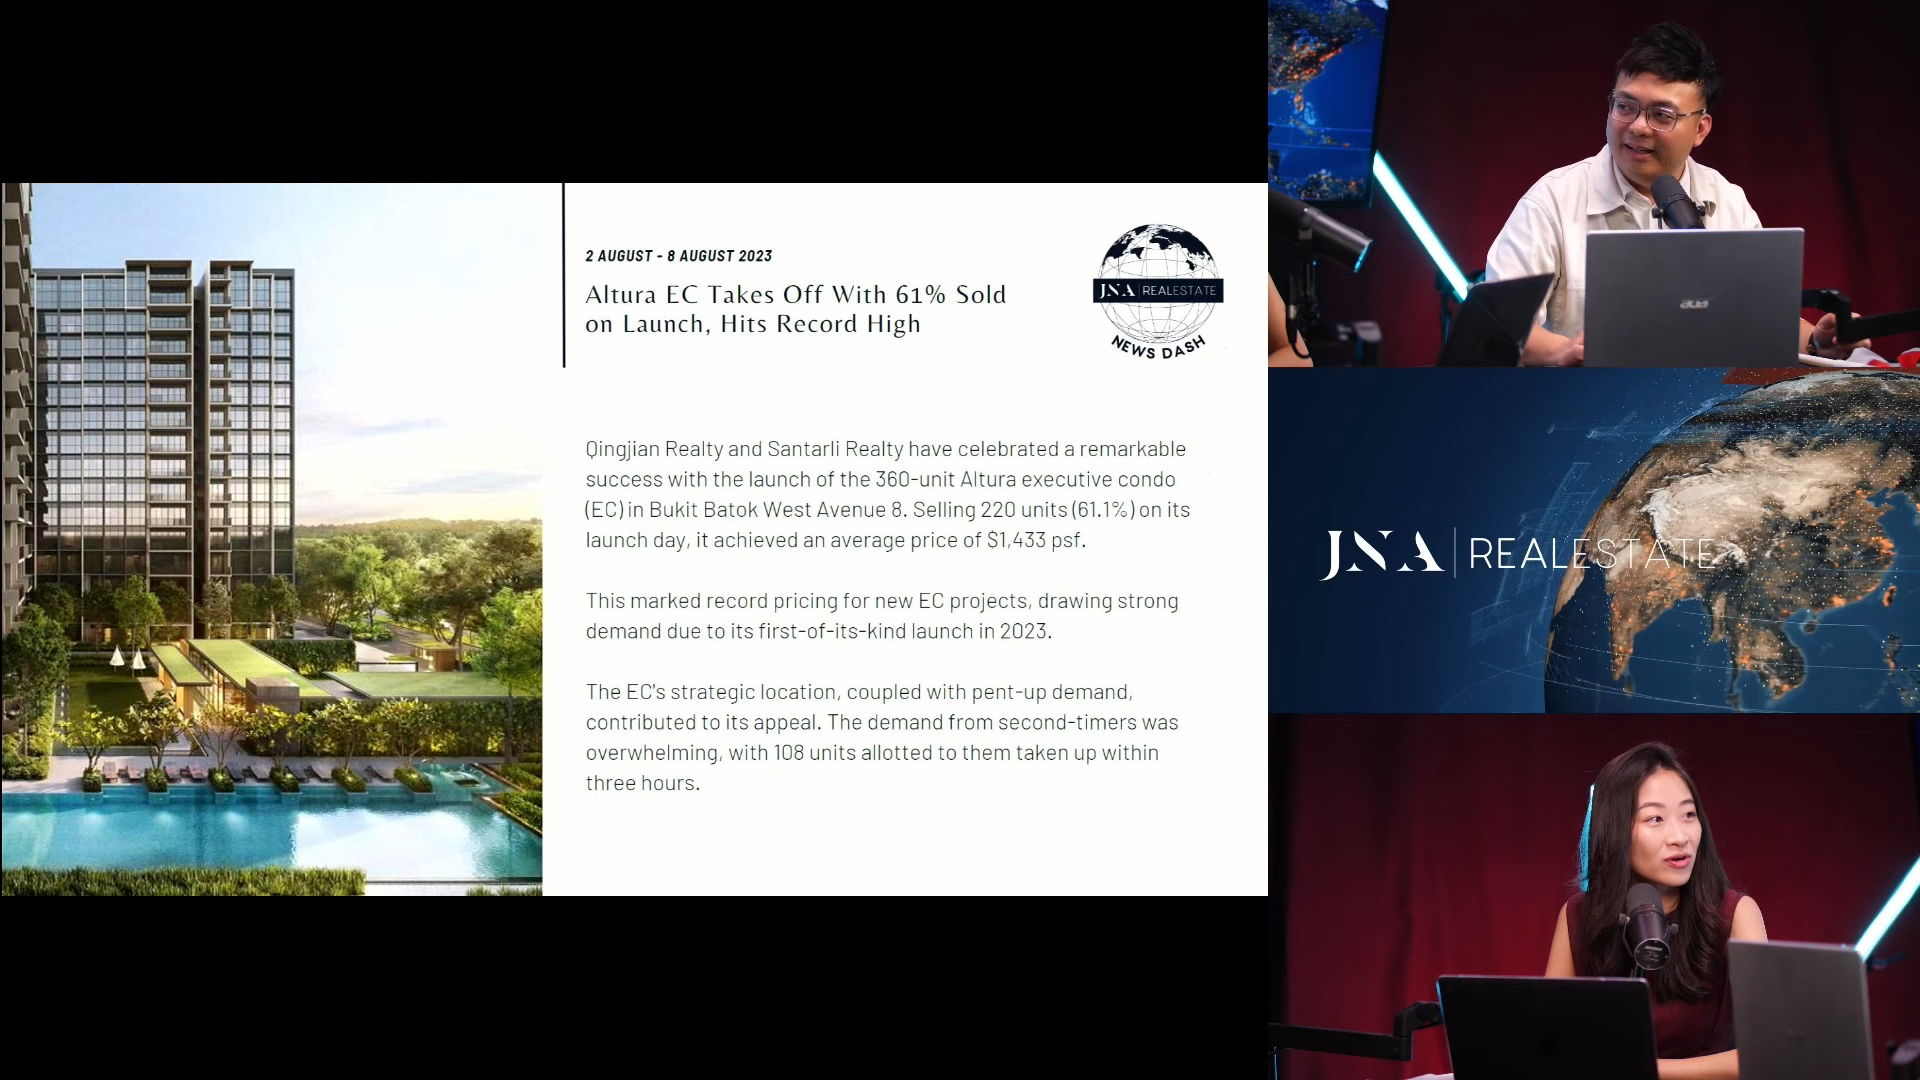 2 AUGUST - 8 AUGUST 2023
Altura EC Takes Off With 61% Sold
on Launch, Hits Record High
JNA REALESTATE
NEWS DASH
Qingjian Realty and Santarli Realty have celebrated a remarkable
success with the launch of the 360-unit Altura executive condo
(EC) in Bukit Batok West Avenue 8. Selling 220 units (61.1%) on its
launch day, it achieved an average price of $1,433 psf.
This marked record pricing for new EC projects, drawing strong
demand due to its first-of-its-kind launch in 2023.
The EC's strategic location, coupled with pent-up demand,
contributed to its appeal. The demand from second-timers was
overwhelming, with 108 units allotted to them taken up within
three hours.
acer
JNA REALESTATE